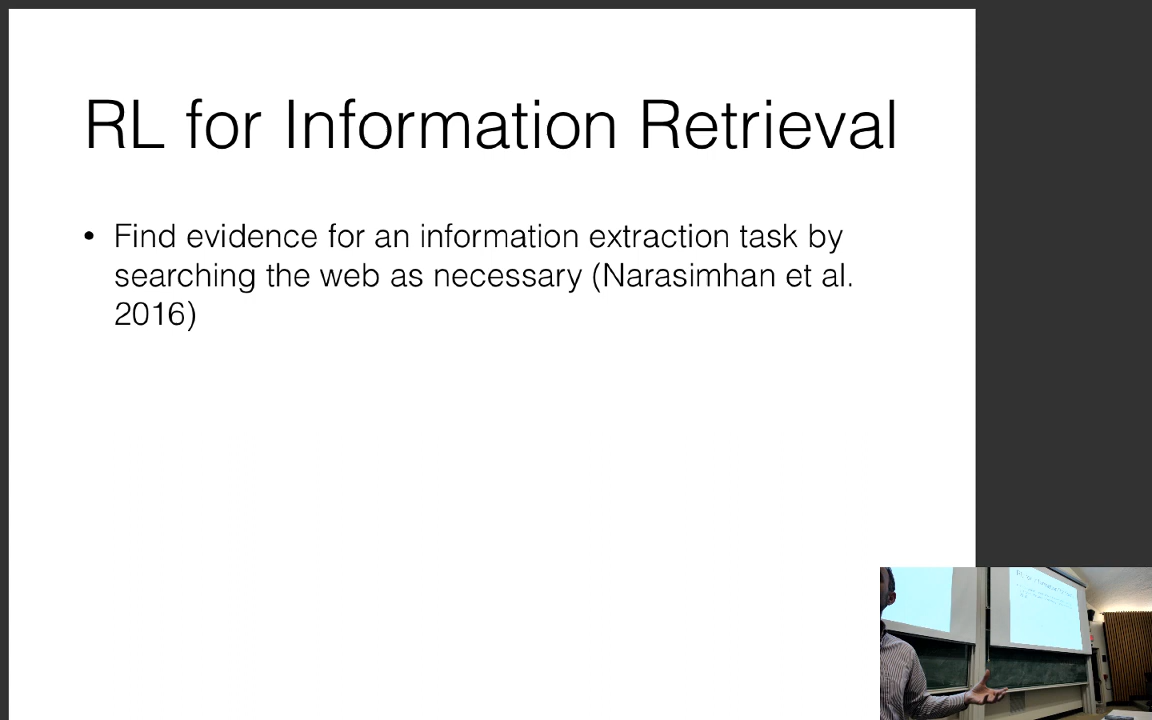 RL for Information Retrieval
• Find evidence for an information extraction task by
searching the web as necessary (Narasimhan et al.
2016)